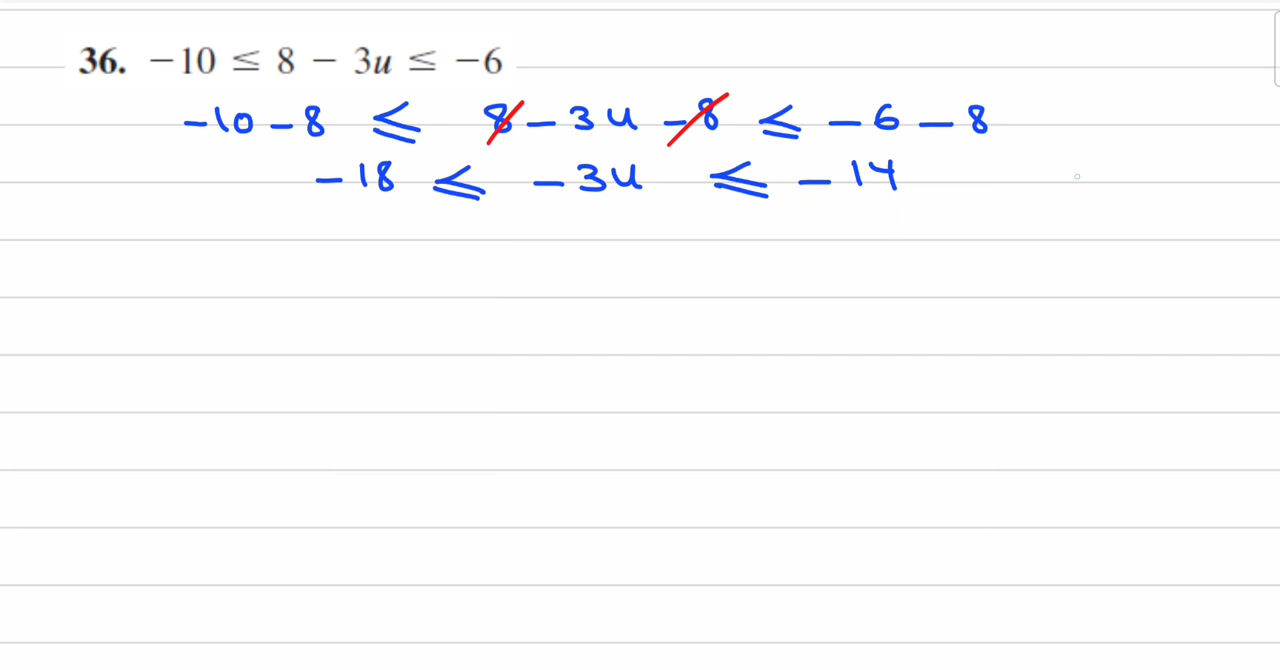 36. −10 ≤ 8 − 3u ≤ −6
-10 - 8 ≤ 8 - 3u - 8 ≤ -6 - 8
-18 ≤ -3u ≤ -14